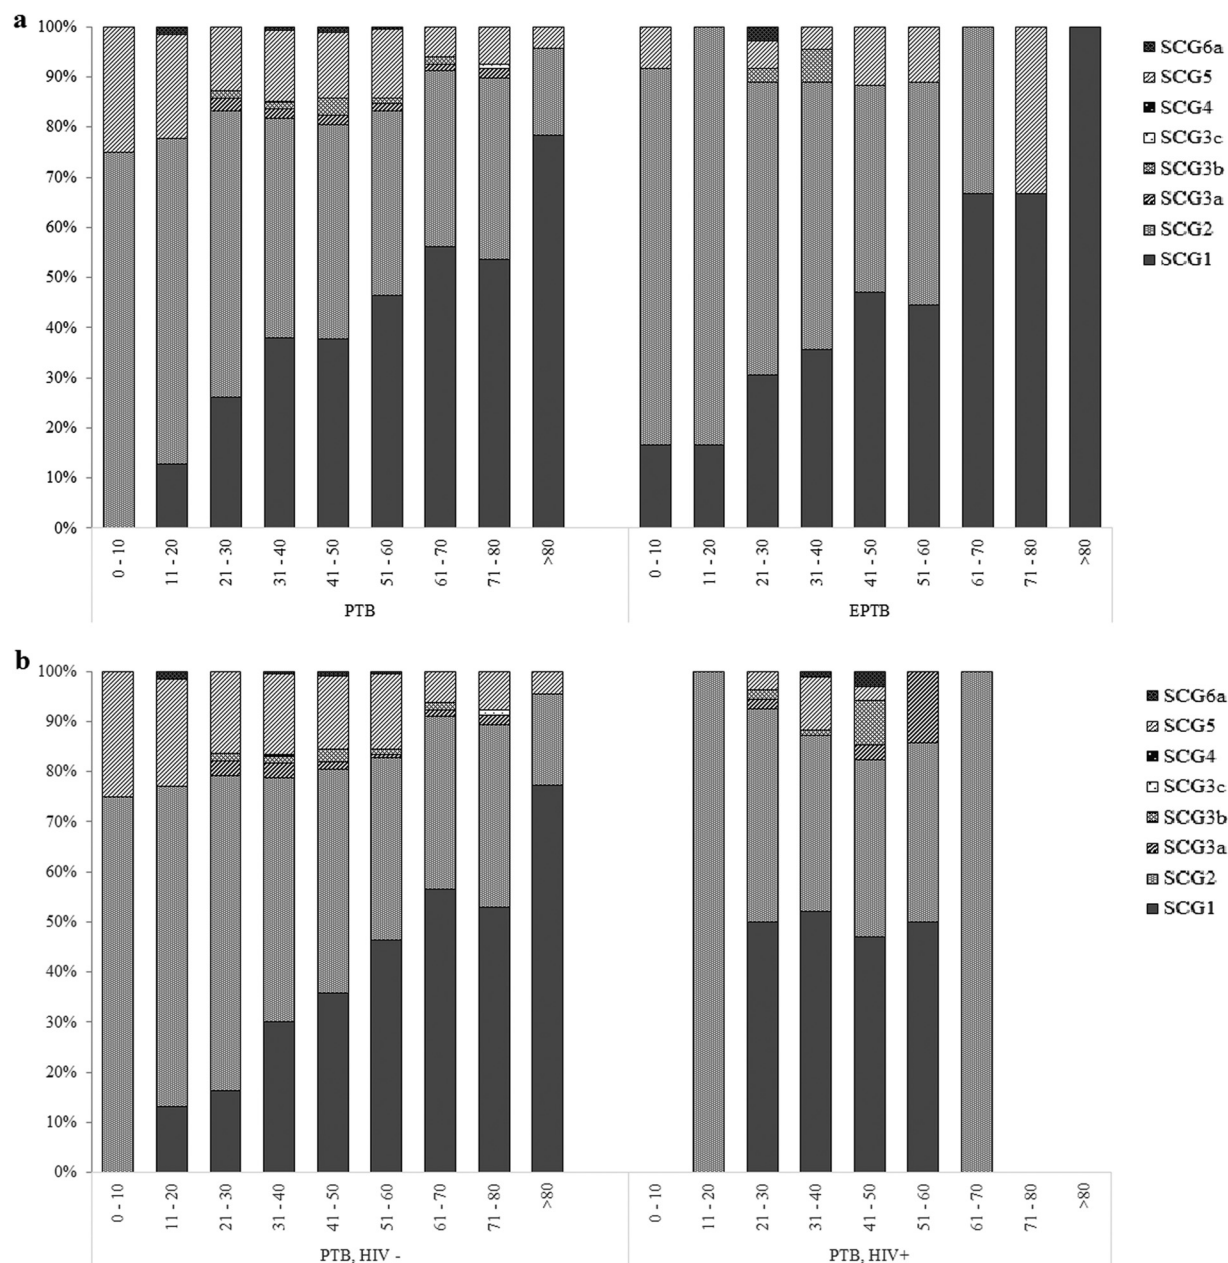 a
100%
90%
80%
70%
60%
50%
40%
30%
20%
10%
0%
0 - 10
11 - 20
21 - 30
31 - 40
41 - 50
51 - 60
61 - 70
71 - 80
>80
PTB
0 - 10
11 - 20
21 - 30
31 - 40
41 - 50
51 - 60
61 - 70
71 - 80
>80
EPTB
SCG6a
SCG5
SCG4
SCG3c
SCG3b
SCG3a
SCG2
SCG1
b
100%
90%
80%
70%
60%
50%
40%
30%
20%
10%
0%
0 - 10
11 - 20
21 - 30
31 - 40
41 - 50
51 - 60
61 - 70
71 - 80
>80
PTB, HIV -
0 - 10
11 - 20
21 - 30
31 - 40
41 - 50
51 - 60
61 - 70
71 - 80
>80
PTB, HIV+
SCG6a
SCG5
SCG4
SCG3c
SCG3b
SCG3a
SCG2
SCG1